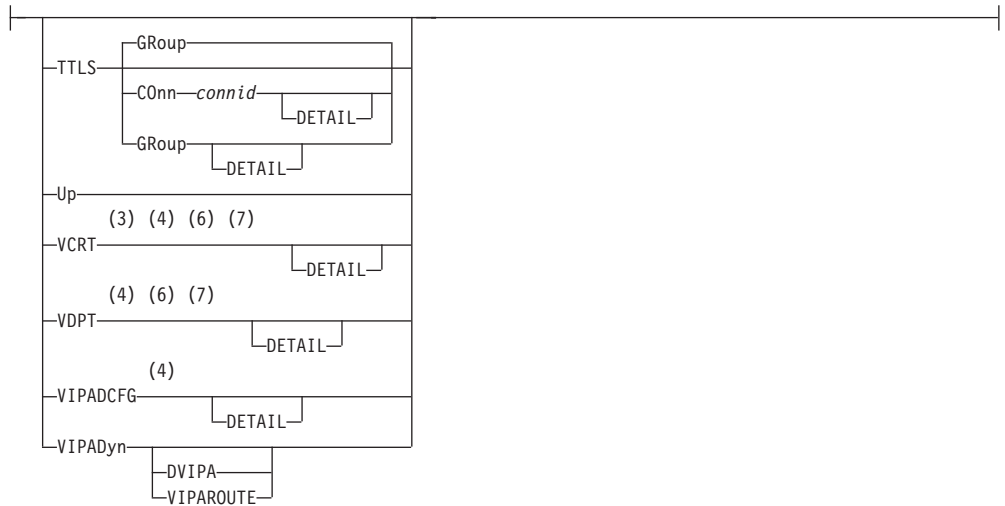 GRoup
TTLS
COnn connid
DETAIL
GRoup
DETAIL
Up
(3) (4) (6) (7)
VCRT
DETAIL
(4) (6) (7)
VDPT
DETAIL
(4)
VIPADCFG
DETAIL
VIPADyn
DVIPA
VIPAROUTE